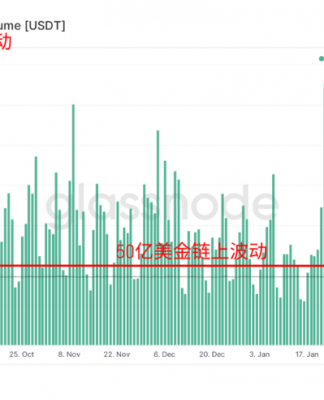 ume [USDT]
动
glassnode
50亿美金链上波动
25. Oct 8. Nov 22. Nov 6. Dec 20. Dec 3. Jan 17. Jan